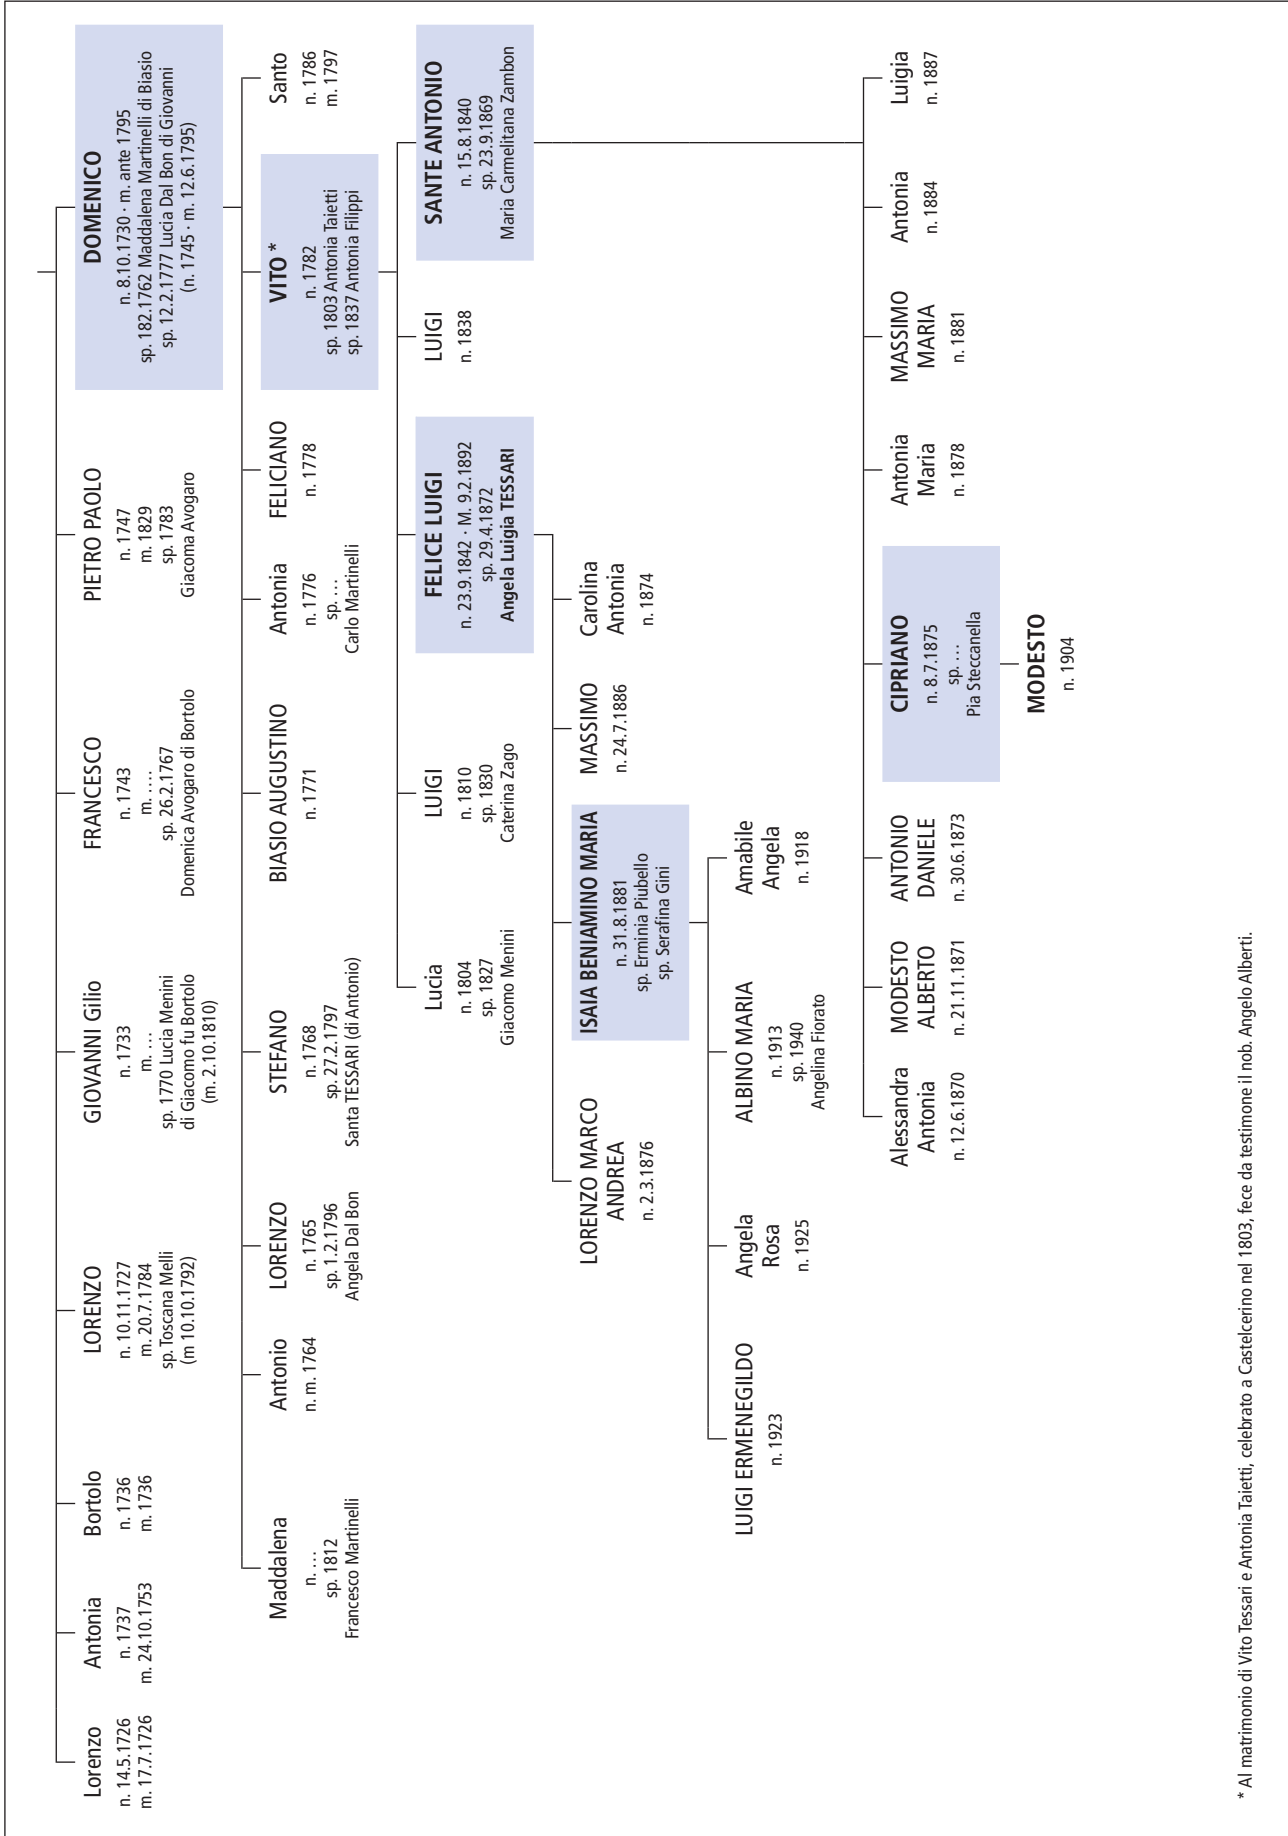 Lorenzo
n. 14.5.1726
m. 17.7.1726
Antonia
n. 1737
m. 24.10.1753
Bortolo
n. 1736
m. 1736
LORENZO
n. 10.11.1727
m. 20.7.1784
sp. Toscana Melli
(m 10.10.1792)
GIOVANNI Gilio
n. 1733
m. …
sp. 1770 Lucia Menini
di Giacomo fu Bortolo
(m. 2.10.1810)
FRANCESCO
n. 1743
m. ….
sp. 26.2.1767
Domenica Avogaro di Bortolo
PIETRO PAOLO
n. 1747
m. 1829
sp. 1783
Giacoma Avogaro
DOMENICO
n. 8.10.1730 · m. ante 1795
sp. 182.1762 Maddalena Martinelli di Biasio
sp. 12.2.1777 Lucia Dal Bon di Giovanni
(n. 1745 · m. 12.6.1795)
Maddalena
n. …
sp. 1812
Francesco Martinelli
Antonio
n. m. 1764
LORENZO
n. 1765
sp. 1.2.1796
Angela Dal Bon
STEFANO
n. 1768
sp. 27.2.1797
Santa TESSARI (di Antonio)
BIASIO AUGUSTINO
n. 1771
Antonia
n. 1776
sp. …
Carlo Martinelli
FELICIANO
n. 1778
VITO *
n. 1782
sp. 1803 Antonia Taietti
sp. 1837 Antonia Filippi
Santo
n. 1786
m. 1797
Lucia
n. 1804
sp. 1827
Giacomo Menini
LUIGI
n. 1810
sp. 1830
Caterina Zago
FELICE LUIGI
n. 23.9.1842 · M. 9.2.1892
sp. 29.4.1872
Angela Luigia TESSARI
LUIGI
n. 1838
SANTE ANTONIO
n. 15.8.1840
sp. 23.9.1869
Maria Carmelitana Zambon
LORENZO MARCO
ANDREA
n. 2.3.1876
ISAIA BENIAMINO MARIA
n. 31.8.1881
sp. Erminia Piubello
sp. Serafina Gini
MASSIMO
n. 24.7.1886
Carolina
Antonia
n. 1874
LUIGI ERMENEGILDO
n. 1923
Angela
Rosa
n. 1925
ALBINO MARIA
n. 1913
sp. 1940
Angelina Fiorato
Amabile
Angela
n. 1918
Alessandra
Antonia
n. 12.6.1870
MODESTO
ALBERTO
n. 21.11.1871
ANTONIO
DANIELE
n. 30.6.1873
CIPRIANO
n. 8.7.1875
sp. …
Pia Steccanella
Antonia
Maria
n. 1878
MASSIMO
MARIA
n. 1881
Antonia
n. 1884
Luigia
n. 1887
MODESTO
n. 1904
* Al matrimonio di Vito Tessari e Antonia Taietti, celebrato a Castelcerino nel 1803, fece da testimone il nob. Angelo Alberti.